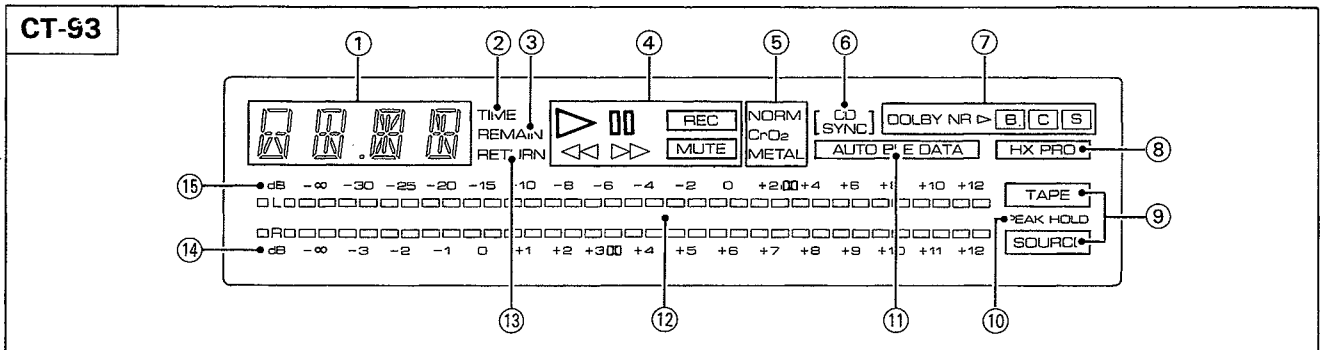 CT-93
① ② ③ ④ ⑤ ⑥ ⑦
TIME
REMAIN
RETURN
REC
MUTE
NORM
CrO2
METAL
CD
SYNC
DOLBY NR ▷ B C S
AUTO BLE DATA
HX PRO
⑧
⑮ dB -∞ -30 -25 -20 -15 -10 -8 -6 -4 -2 0 +2 +4 +6 +8 +10 +12
L
R
⑭ dB -∞ -3 -2 -1 0 +1 +2 +3 +4 +5 +6 +7 +8 +9 +10 +11 +12
TAPE
PEAK HOLD
SOURCE
⑨
⑬ ⑫ ⑪ ⑩